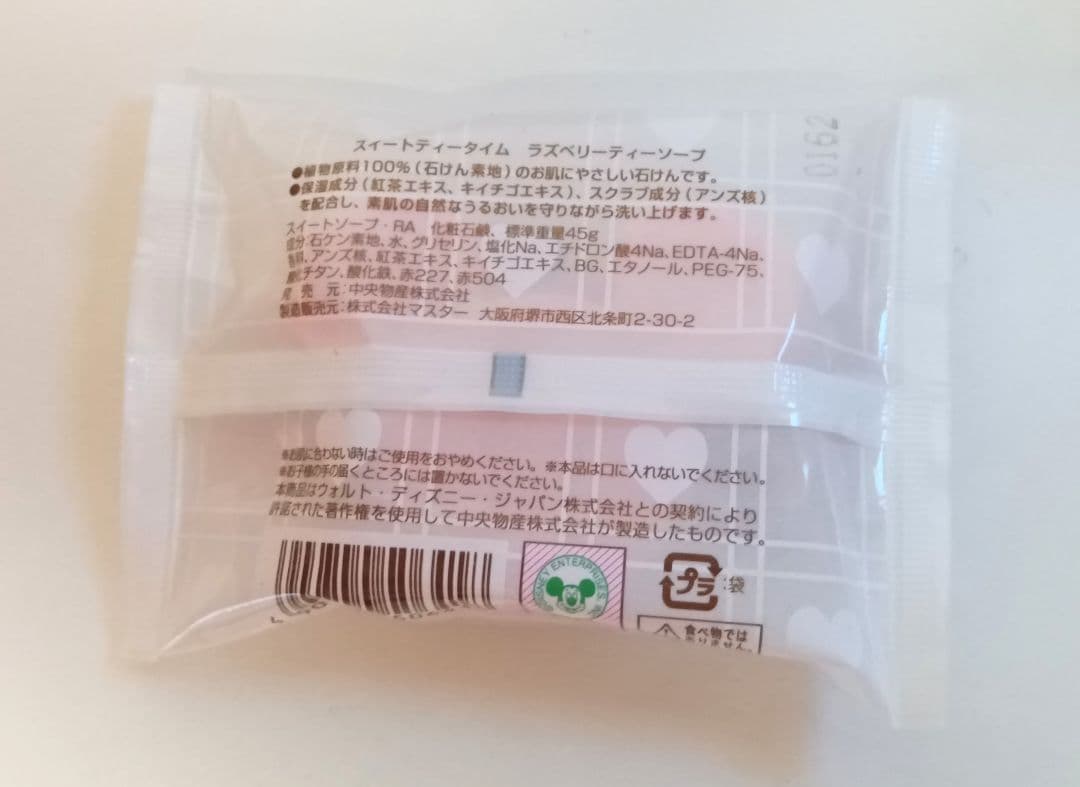 スイートティータイム ラズベリーティーソープ
●植物原料100%(石けん素地)のお肌にやさしい石けんです。
●保湿成分(紅茶エキス、キイチゴエキス)、スクラブ成分(アンズ核)
を配合し、素肌の自然なうるおいを守りながら洗い上げます。
スイートソープ・RA 化粧石鹸、標準重量45g
成分:石ケン素地、水、グリセリン、塩化Na、エチドロン酸4Na、EDTA-4Na、
香料、アンズ核、紅茶エキス、キイチゴエキス、BG、エタノール、PEG-75、
酸化チタン、酸化鉄、赤227、赤504
発売元:中央物産株式会社
製造販売元:株式会社マスター 大阪府堺市西区北条町2-30-2
0162
※お肌に合わない時はご使用をおやめください。※本品は口に入れないでください。
※お子様の手の届くところには置かないでください。
本商品はウォルト・ディズニー・ジャパン株式会社との契約により
許諾された著作権を使用して中央物産株式会社が製造したものです。
DISNEY ENTERPRISES
プラ :袋
食べ物では
ありません。